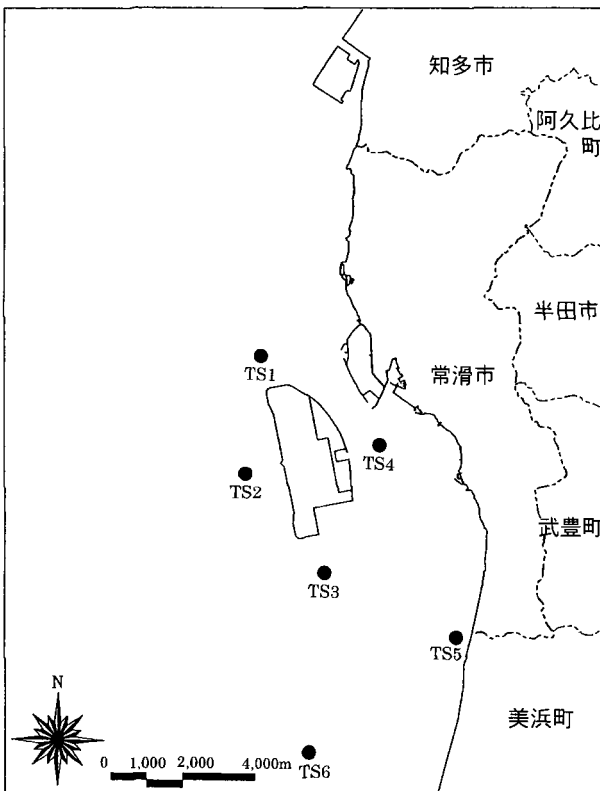 知多市
阿久比
町
半田市
常滑市
TS1
TS4
TS2
武豊町
TS3
TS5
美浜町
N
0 1,000 2,000 4,000m
TS6